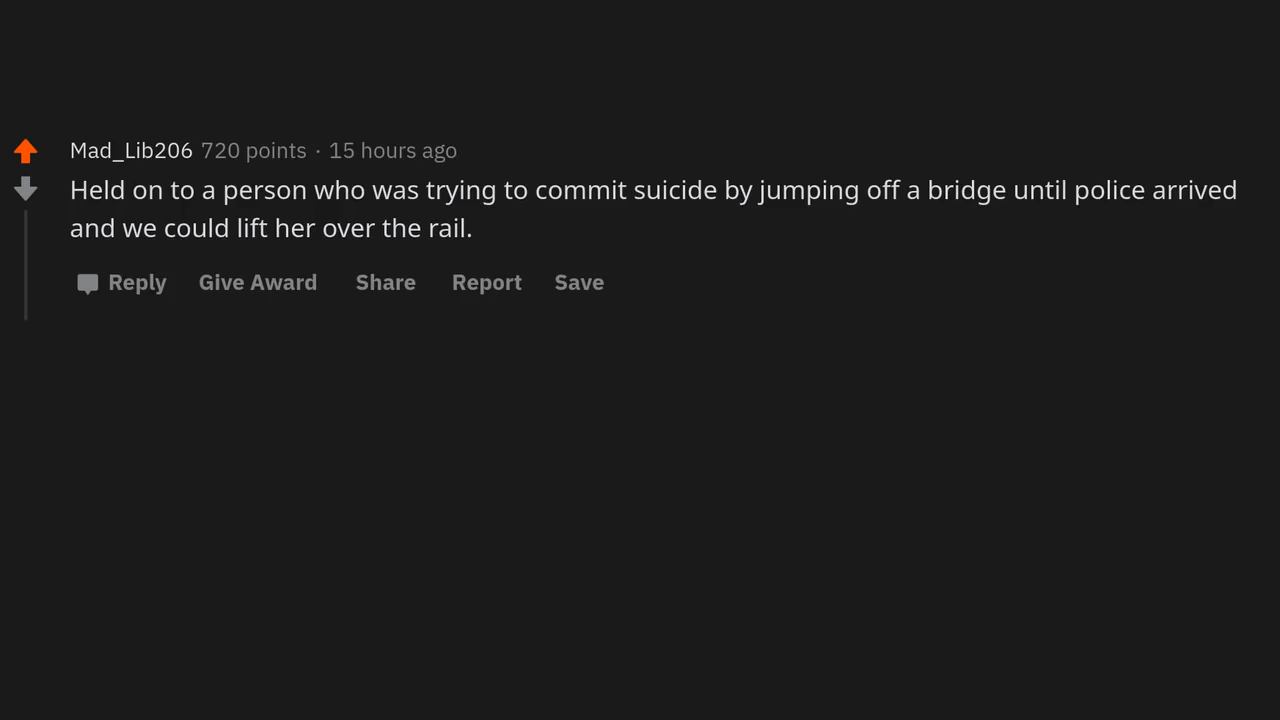 Mad_Lib206 720 points · 15 hours ago
Held on to a person who was trying to commit suicide by jumping off a bridge until police arrived
and we could lift her over the rail.
Reply Give Award Share Report Save